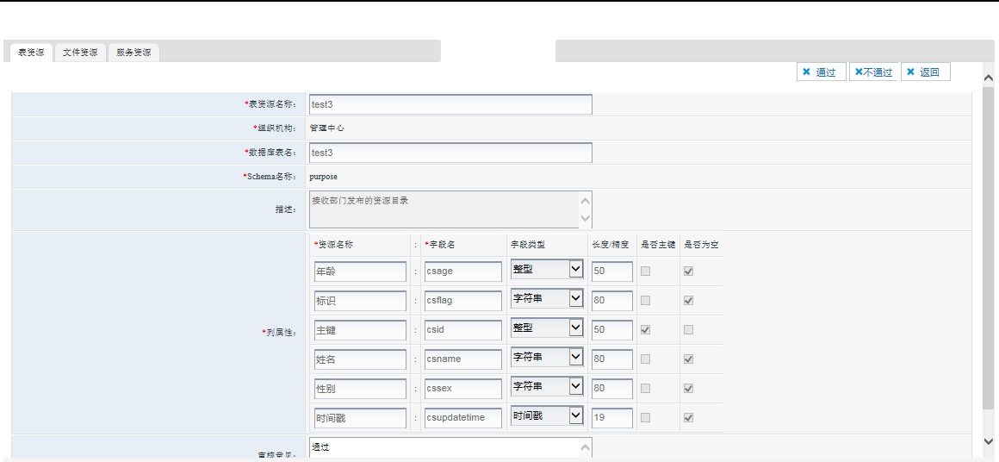 表资源 文件资源 服务资源
通过 不通过 返回
*表资源名称： test3
*组织机构： 管理中心
*数据库表名： test3
*Schema名称： purpose
描述： 接收部门发布的资源目录
*列属性：
*资源名称 : *字段名 字段类型 长度/精度 是否主键 是否为空
年龄 : csage 整型 50
标识 : csflag 字符串 80
主键 : csid 整型 50
姓名 : csname 字符串 80
性别 : cssex 字符串 80
时间戳 : csupdatetime 时间戳 19
审核意见： 通过